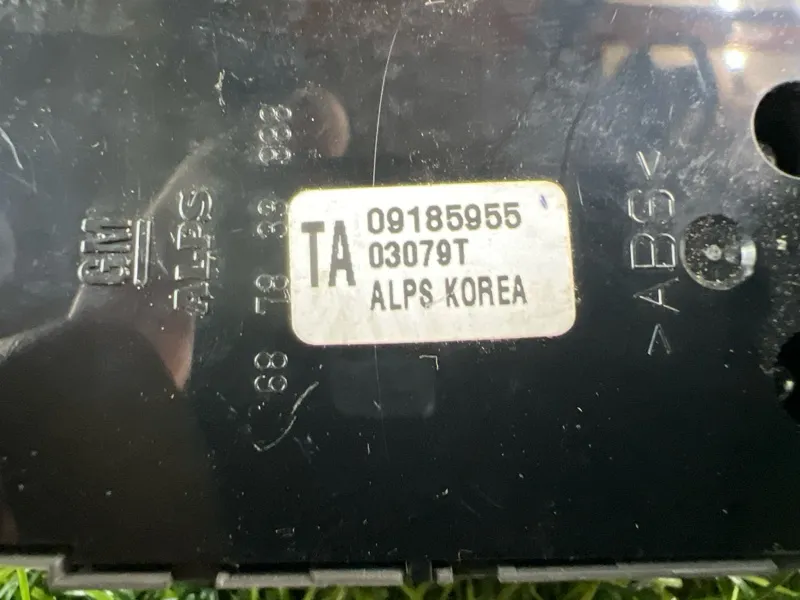 TA
09185955
03079T
ALPS KOREA
GM
ALPS
>ABS<